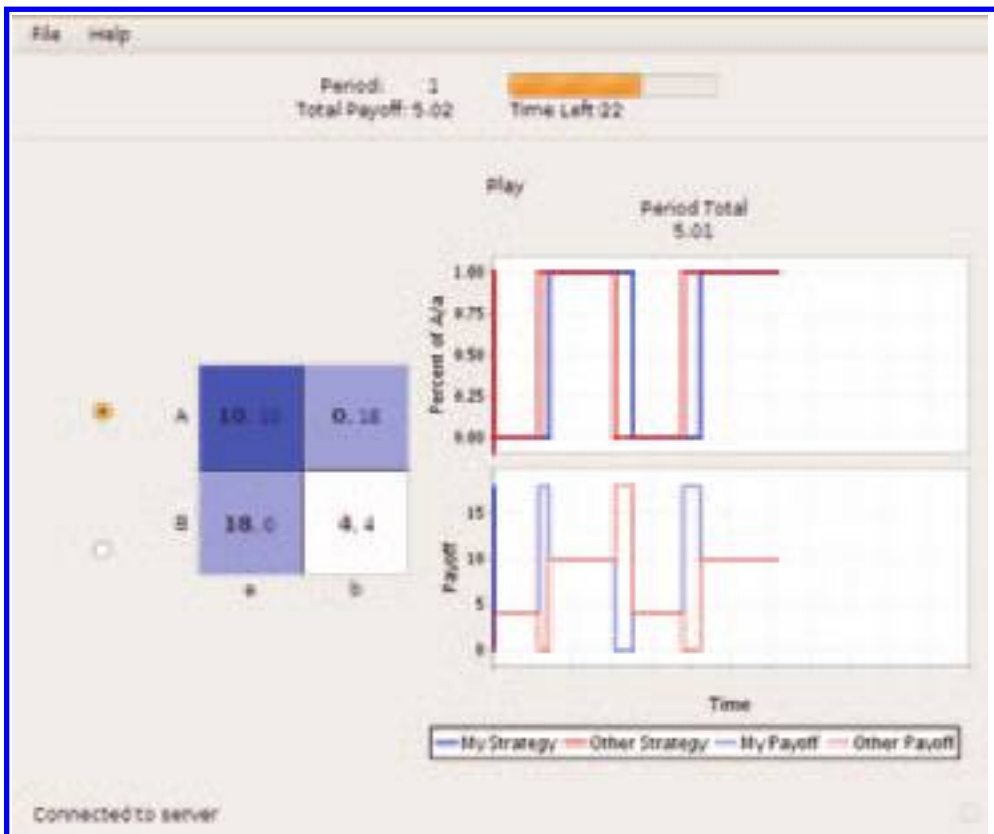 File Help
Period: 1
Total Payoff: 5.02
Time Left 22
Play
Period Total
5.01
Percent of A/a
1.00
0.75
0.50
0.25
0.00
A
10, 10
0, 18
B
18, 0
4, 4
a b
Payoff
15
10
5
0
Time
My Strategy Other Strategy My Payoff Other Payoff
Connected to server